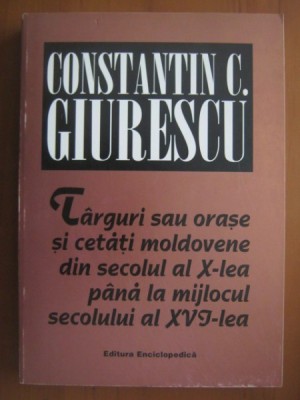 CONSTANTIN C.
GIURESCU
Târguri sau orașe
și cetăți moldovene
din secolul al X-lea
până la mijlocul
secolului al XVI-lea
Editura Enciclopedică